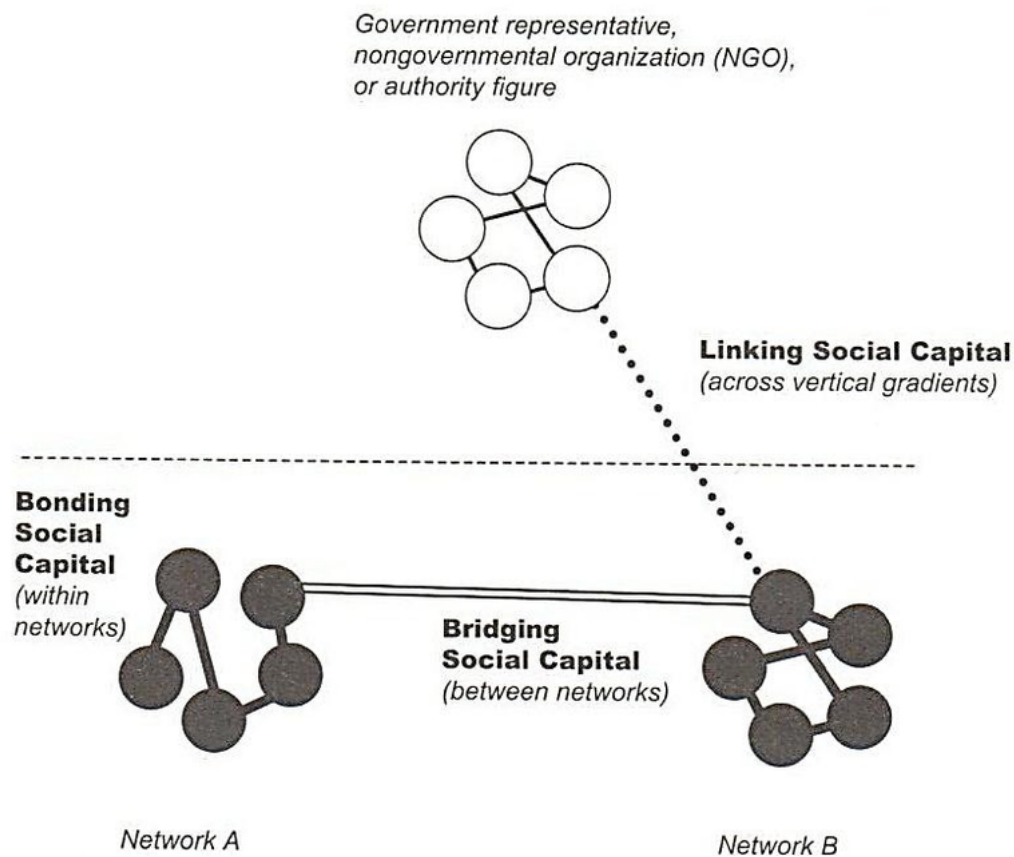 Government representative,
nongovernmental organization (NGO),
or authority figure
Linking Social Capital
(across vertical gradients)
Bonding
Social
Capital
(within
networks)
Bridging
Social Capital
(between networks)
Network A
Network B